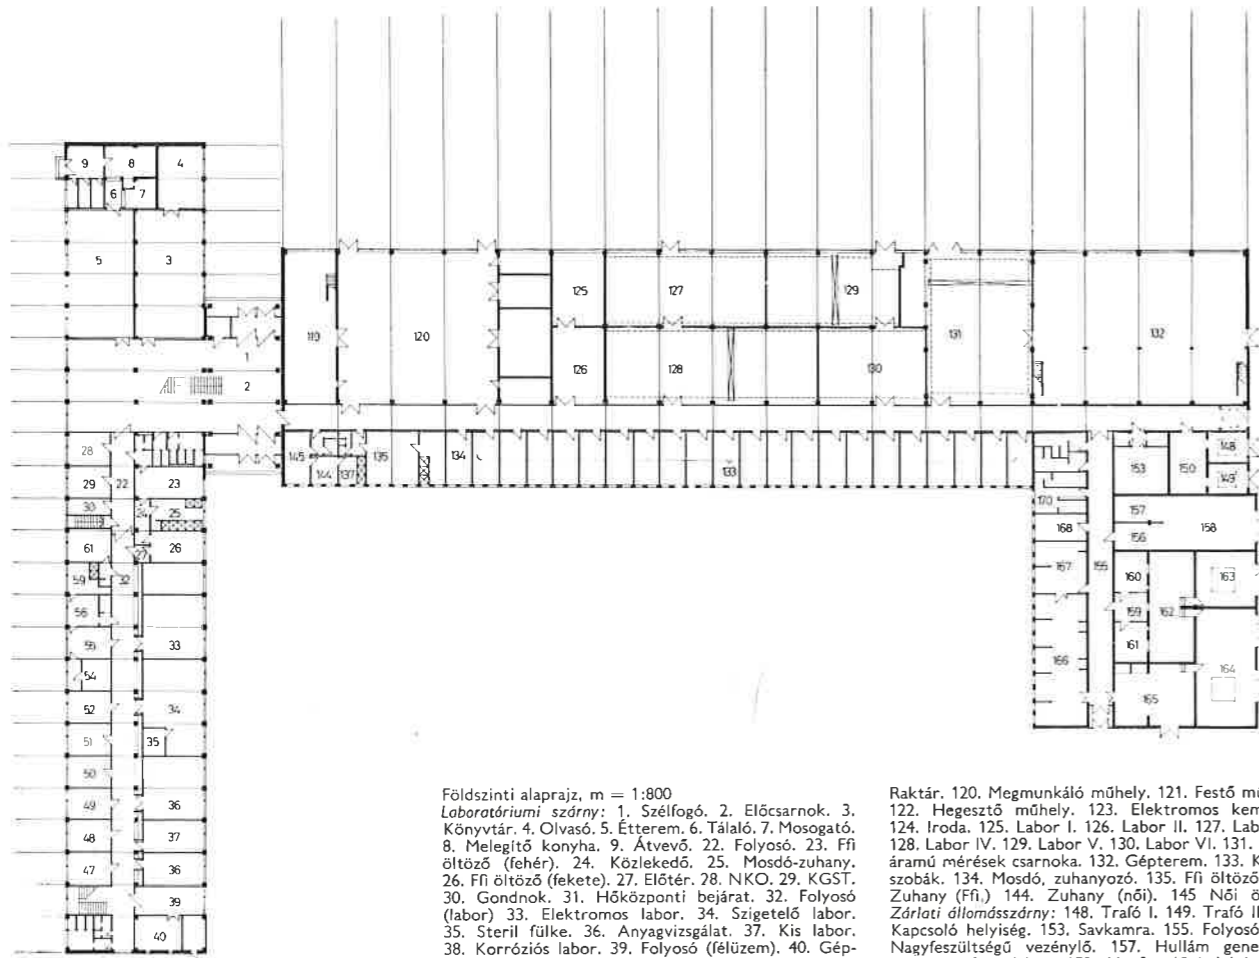 9 8 4
6 7
5 3
1
2
119 120 125 127 129 131 132
126 128 130
28
29 22 23
30 24 25
61 27 26
59 32
56
55 33
54
52 34
51 35
50
49 36
48 37
47 36
39
40
145 144 137 135 134 133
153 150 148
149
170 157 158
168 156
167 155 160 162 163
159
166 161 164
165
Földszinti alaprajz, m = 1:800
Laboratóriumi szárny: 1. Szélfogó. 2. Előcsarnok. 3.
Könyvtár. 4. Olvasó. 5. Étterem. 6. Tálaló. 7. Mosogató.
8. Melegítő konyha. 9. Átvevő. 22. Folyosó. 23. Ffi
öltöző (fehér). 24. Közlekedő. 25. Mosdó-zuhany.
26. Ffi öltöző (fekete). 27. Előtér. 28. NKO. 29. KGST.
30. Gondnok. 31. Hőközponti bejárat. 32. Folyosó
(labor) 33. Elektromos labor. 34. Szigetelő labor.
35. Steril fülke. 36. Anyagvizsgálat. 37. Kis labor.
38. Korróziós labor. 39. Folyosó (félüzem). 40. Gép-
Raktár. 120. Megmunkáló műhely. 121. Festő mű
122. Hegesztő műhely. 123. Elektromos kem
124. Iroda. 125. Labor I. 126. Labor II. 127. Lab
128. Labor IV. 129. Labor V. 130. Labor VI. 131.
áramú mérések csarnoka. 132. Gépterem. 133. K
szobák. 134. Mosdó, zuhanyozó. 135. Ffi öltöző
Zuhany (Ffi.) 144. Zuhany (női). 145 Női ö
Zárlati állomásszárny: 148. Trafó I. 149. Trafó II
Kapcsoló helyiség. 153. Savkamra. 155. Folyosó
Nagyfeszültségű vezénylő. 157. Hullám gene